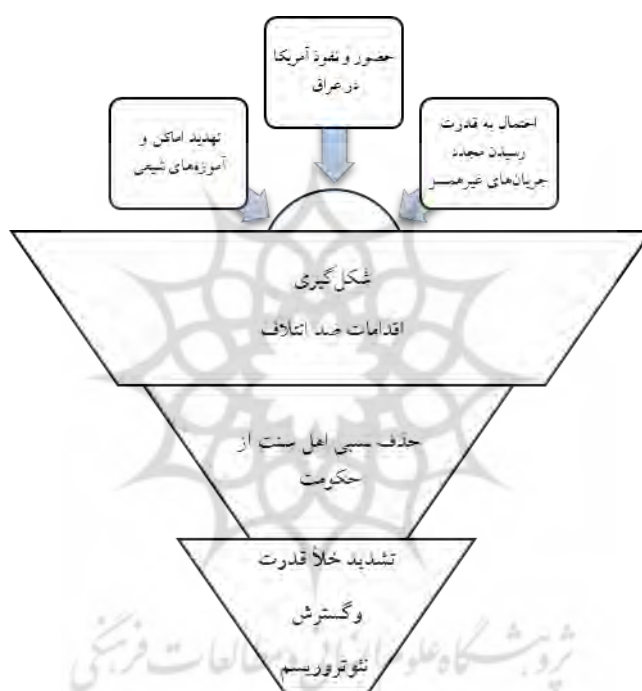 حضور و نفوذ آمریکا
در عراق
احتمال به قدرت
رسیدن مجدد
جریان‌های غیرهمسر
تهدید اماکن و
آموزه‌های شیعی
شکل‌گیری
اقدامات ضد ائتلاف
حذف نسبی اهل سنت از
حکومت
تشدید خلأ قدرت
وگسترش
نئوتروریسم
پژوهشگاه علوم انسانی و مطالعات فرهنگی